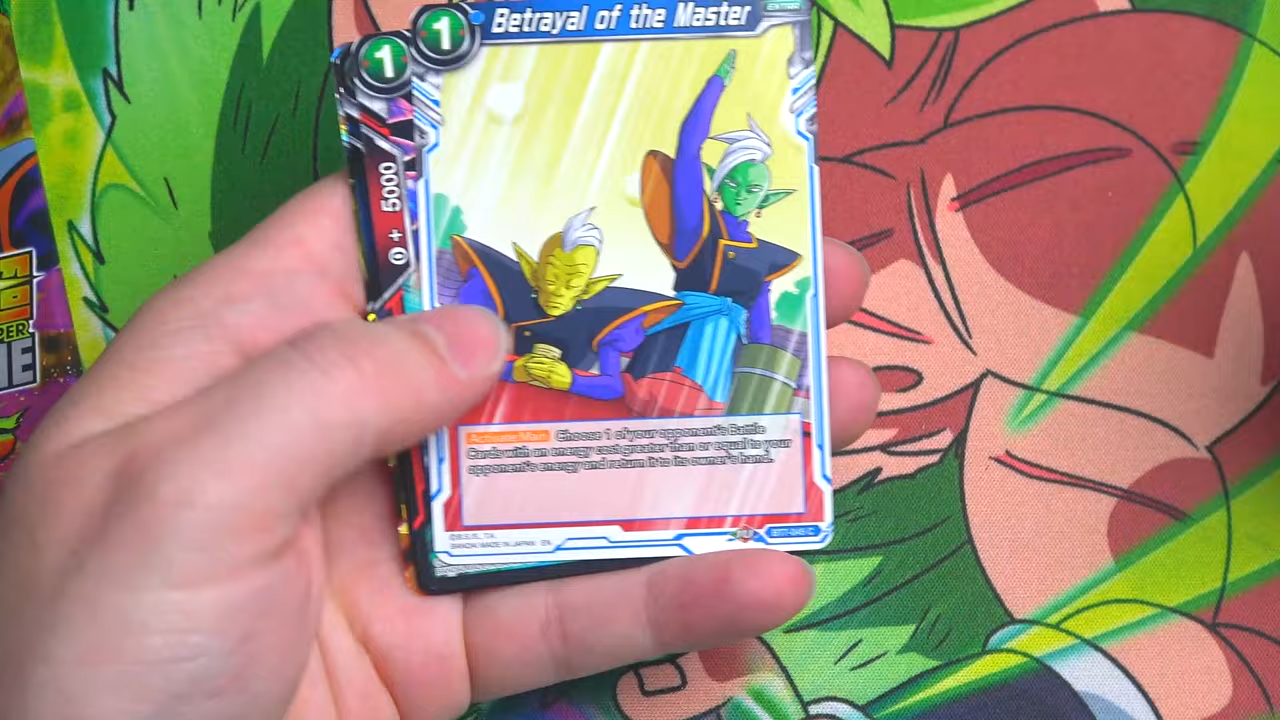 1
Betrayal of the Master
1
5000
Activate Main Choose 1 of your opponent's Battle
Cards with an energy cost greater than or equal to your
opponent's energy and return it to its owner's hand.
BANDAI MADE IN JAPAN EN